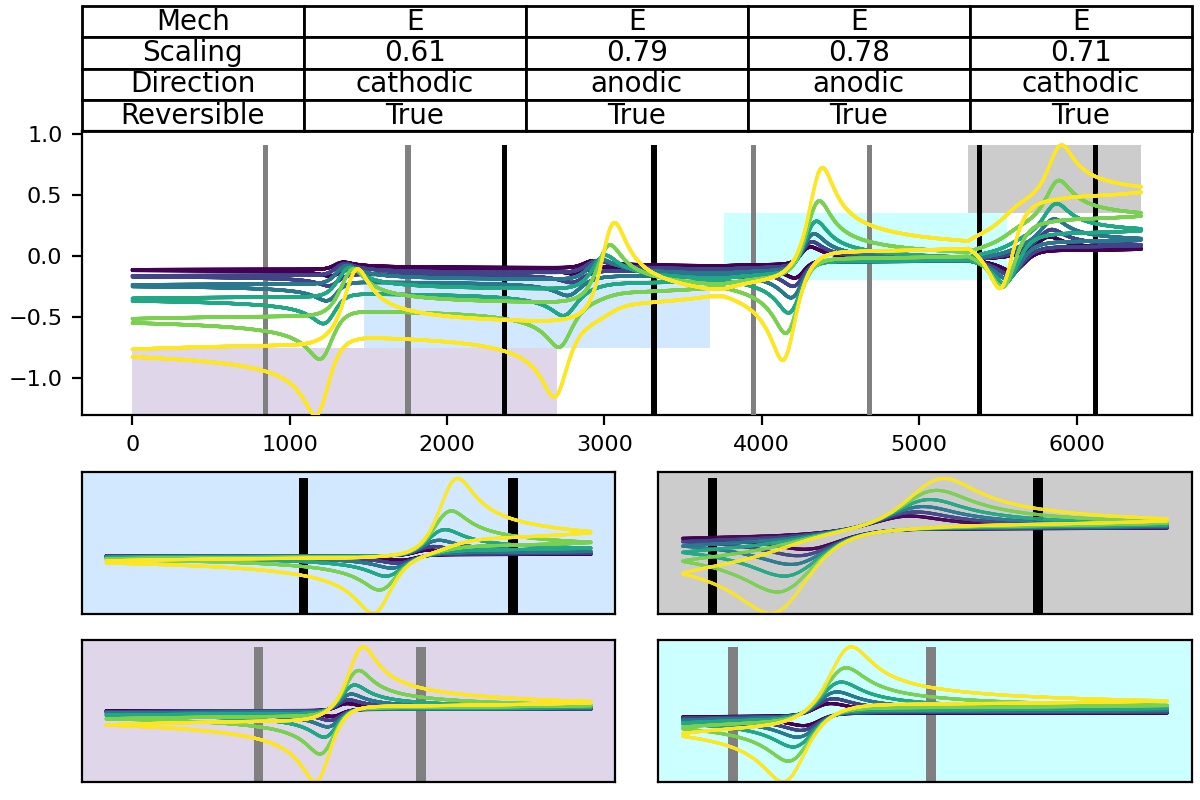 Mech E E E E
Scaling 0.61 0.79 0.78 0.71
Direction cathodic anodic anodic cathodic
Reversible True True True True
1.0
0.5
0.0
−0.5
−1.0
0 1000 2000 3000 4000 5000 6000